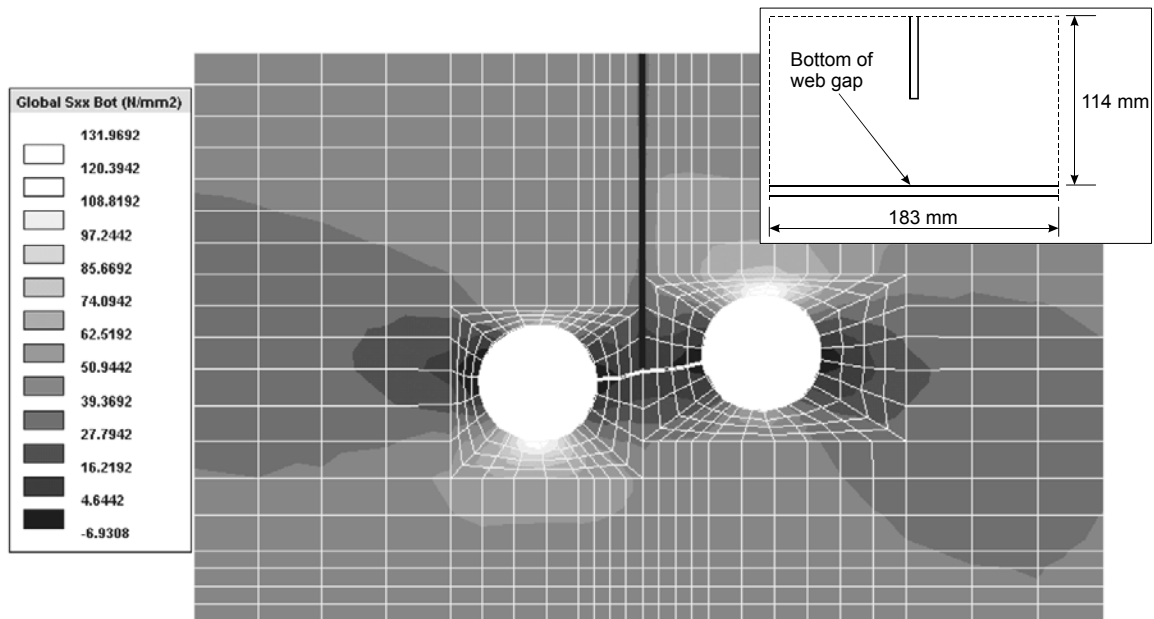 Global Sxx Bot (N/mm2)
131.9692
120.3942
108.8192
97.2442
85.6692
74.0942
62.5192
50.9442
39.3692
27.7942
16.2192
4.6442
-6.9308
Bottom of
web gap
114 mm
183 mm